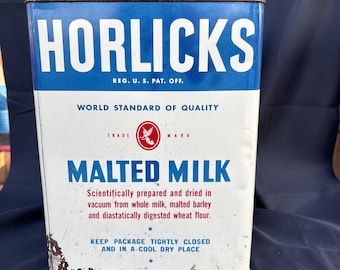 HORLICKS
REG. U. S. PAT. OFF.
WORLD STANDARD OF QUALITY
TRADE MARK
MALTED MILK
Scientifically prepared and dried in
vacuum from whole milk, malted barley
and diastatically digested wheat flour.
KEEP PACKAGE TIGHTLY CLOSED
AND IN A COOL DRY PLACE